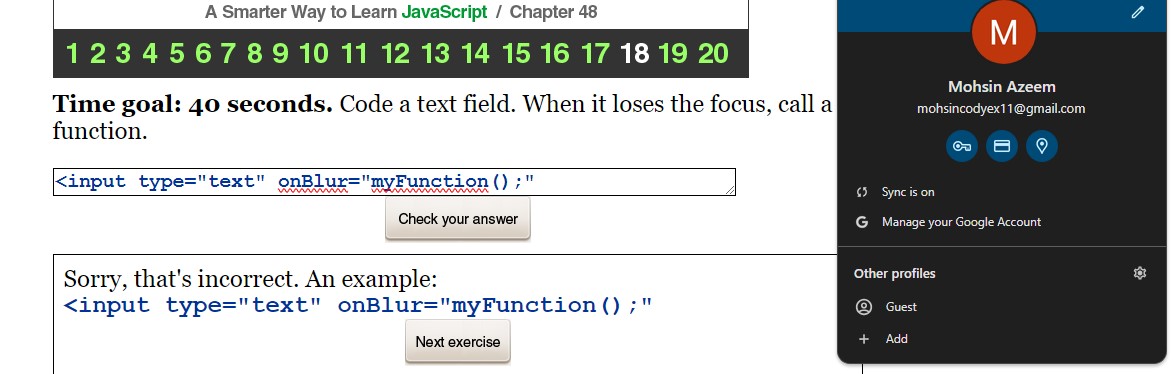 A Smarter Way to Learn JavaScript / Chapter 48
1 2 3 4 5 6 7 8 9 10 11 12 13 14 15 16 17 18 19 20
Time goal: 40 seconds. Code a text field. When it loses the focus, call a
function.
<input type="text" onBlur="myFunction();"
Check your answer
Sorry, that's incorrect. An example:
<input type="text" onBlur="myFunction();"
Next exercise
M
Mohsin Azeem
mohsincodyex11@gmail.com
Sync is on
G Manage your Google Account
Other profiles
Guest
+ Add